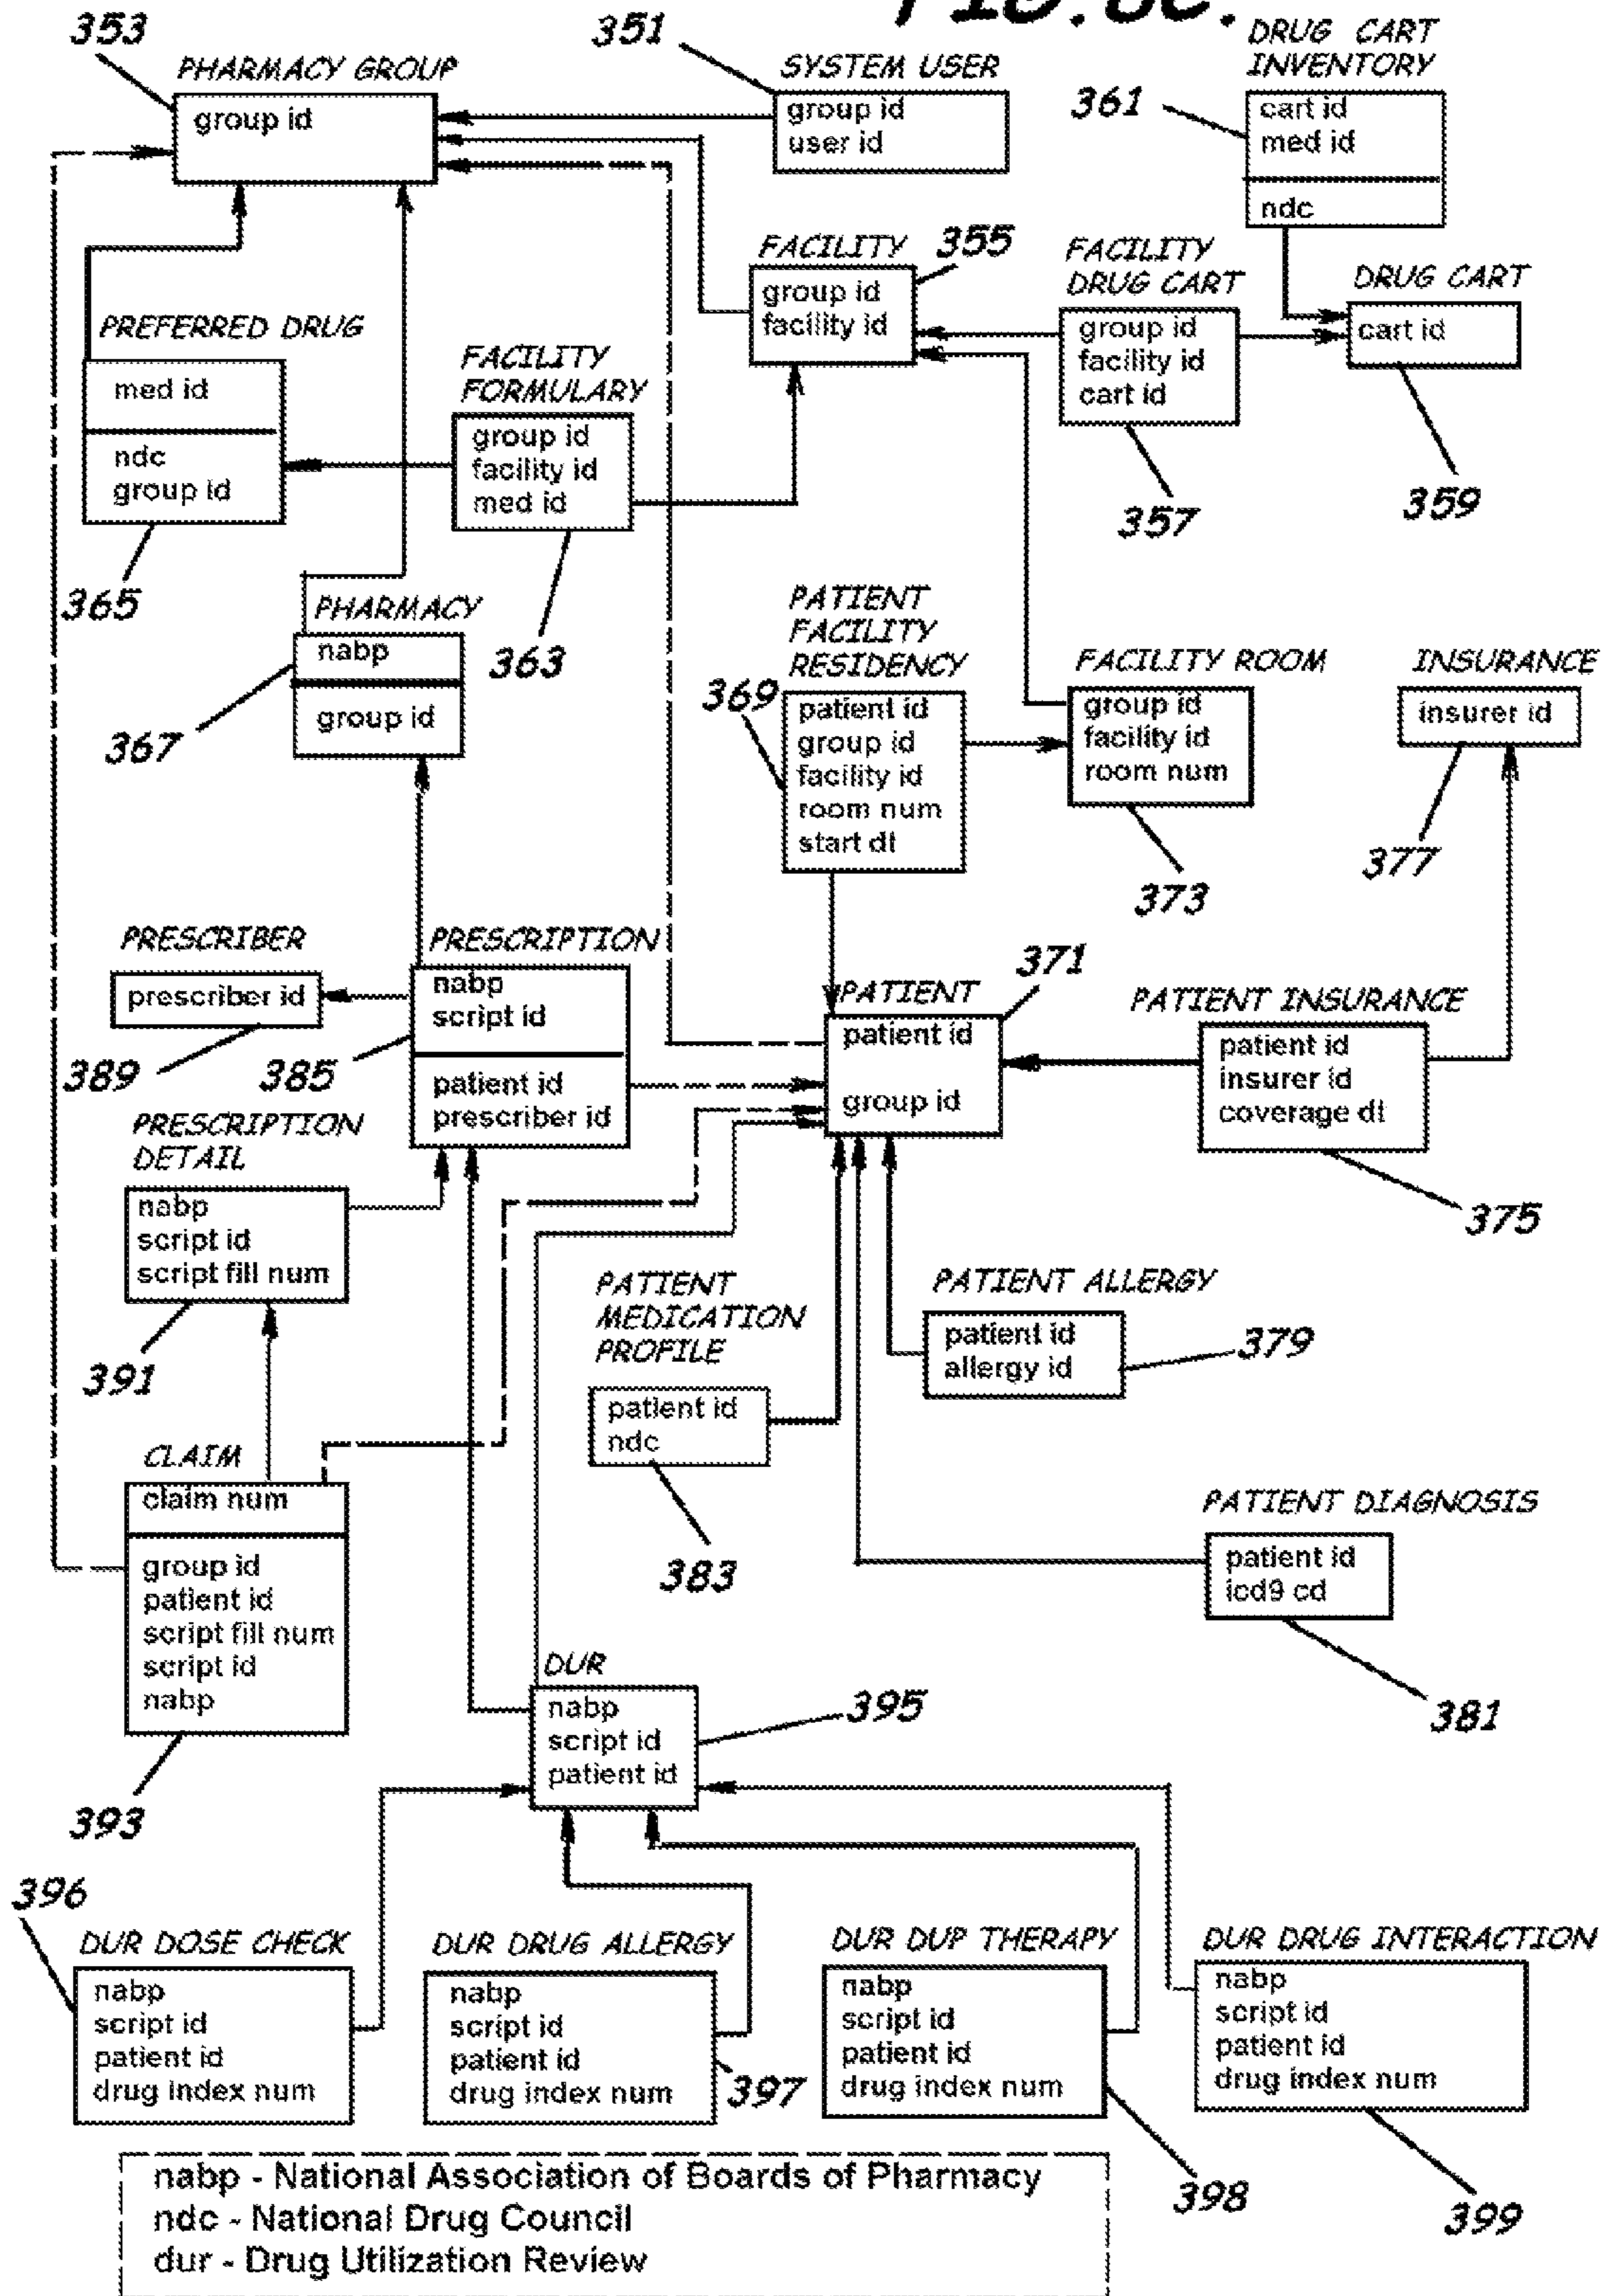 353
351
DRUG CART
INVENTORY
PHARMACY GROUP
group id
SYSTEM USER
group id
user id
361
cart id
med id
ndc
FACILITY
355
group id
facility id
FACILITY
DRUG CART
group id
facility id
cart id
357
DRUG CART
cart id
359
PREFERRED DRUG
med id
ndc
group id
365
FACILITY
FORMULARY
group id
facility id
med id
363
PHARMACY
nabp
group id
367
PATIENT
FACILITY
RESIDENCY
369
patient id
group id
facility id
room num
start dt
FACILITY ROOM
group id
facility id
room num
373
INSURANCE
insurer id
377
PRESCRIBER
prescriber id
389
PRESCRIPTION
nabp
script id
patient id
prescriber id
385
PATIENT
371
patient id
group id
PATIENT INSURANCE
patient id
insurer id
coverage dt
375
PRESCRIPTION
DETAIL
nabp
script id
script fill num
391
PATIENT
MEDICATION
PROFILE
patient id
ndc
383
PATIENT ALLERGY
patient id
allergy id
379
CLAIM
claim num
group id
patient id
script fill num
script id
nabp
393
PATIENT DIAGNOSIS
patient id
icd9 cd
381
DUR
nabp
script id
patient id
395
396
DUR DOSE CHECK
nabp
script id
patient id
drug index num
DUR DRUG ALLERGY
nabp
script id
patient id
drug index num
397
DUR DUP THERAPY
nabp
script id
patient id
drug index num
398
DUR DRUG INTERACTION
nabp
script id
patient id
drug index num
399
nabp - National Association of Boards of Pharmacy
ndc - National Drug Council
dur - Drug Utilization Review